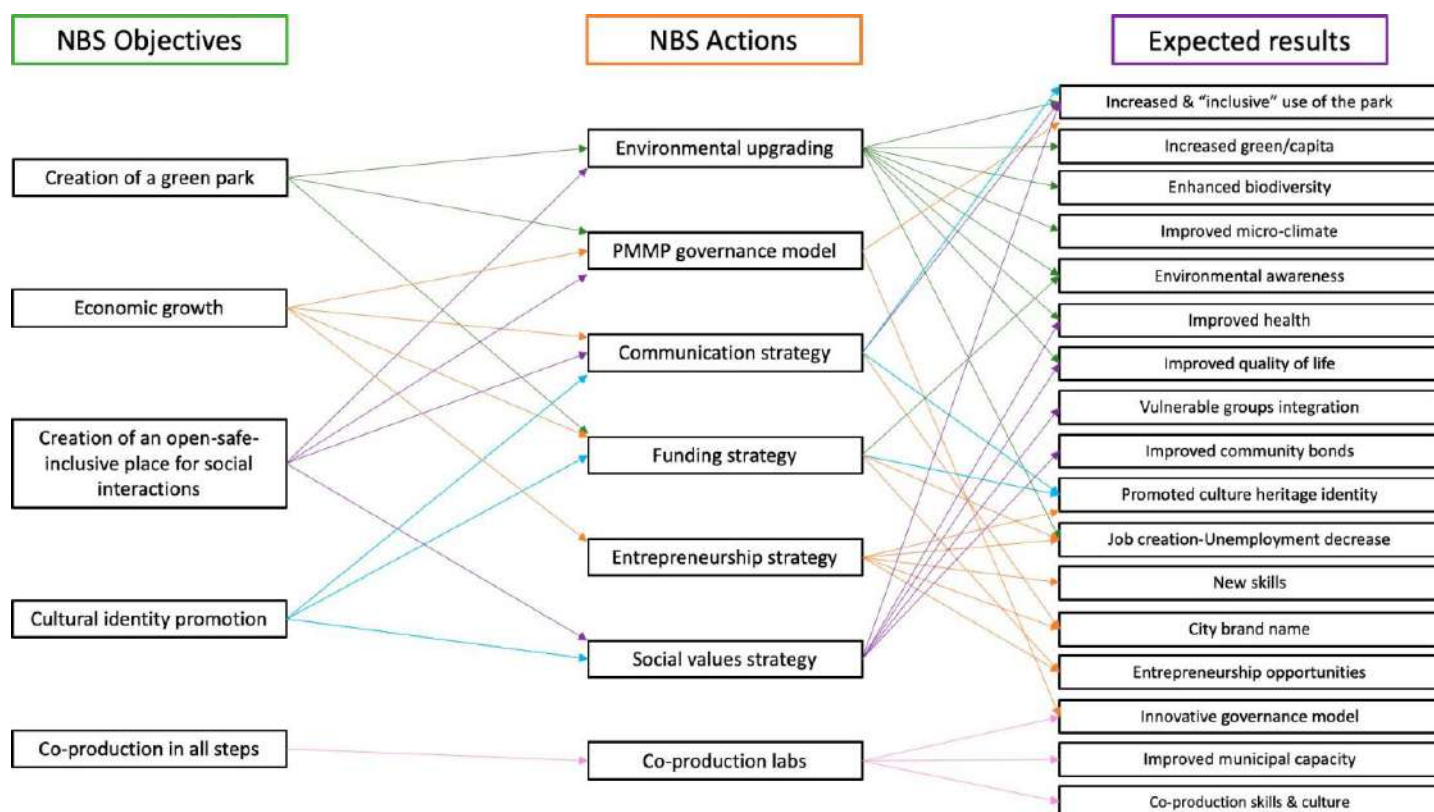 NBS Objectives
NBS Actions
Expected results
Creation of a green park
Economic growth
Creation of an open-safe-
inclusive place for social
interactions
Cultural identity promotion
Co-production in all steps
Environmental upgrading
PMMP governance model
Communication strategy
Funding strategy
Entrepreneurship strategy
Social values strategy
Co-production labs
Increased & “inclusive” use of the park
Increased green/capita
Enhanced biodiversity
Improved micro-climate
Environmental awareness
Improved health
Improved quality of life
Vulnerable groups integration
Improved community bonds
Promoted culture heritage identity
Job creation-Unemployment decrease
New skills
City brand name
Entrepreneurship opportunities
Innovative governance model
Improved municipal capacity
Co-production skills & culture